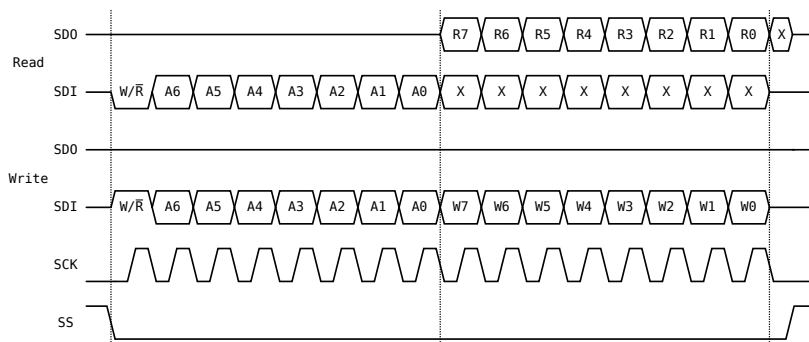 SDO R7 R6 R5 R4 R3 R2 R1 R0 X
Read
SDI W/R̅ A6 A5 A4 A3 A2 A1 A0 X X X X X X X X
SDO
Write
SDI W/R̅ A6 A5 A4 A3 A2 A1 A0 W7 W6 W5 W4 W3 W2 W1 W0
SCK
SS